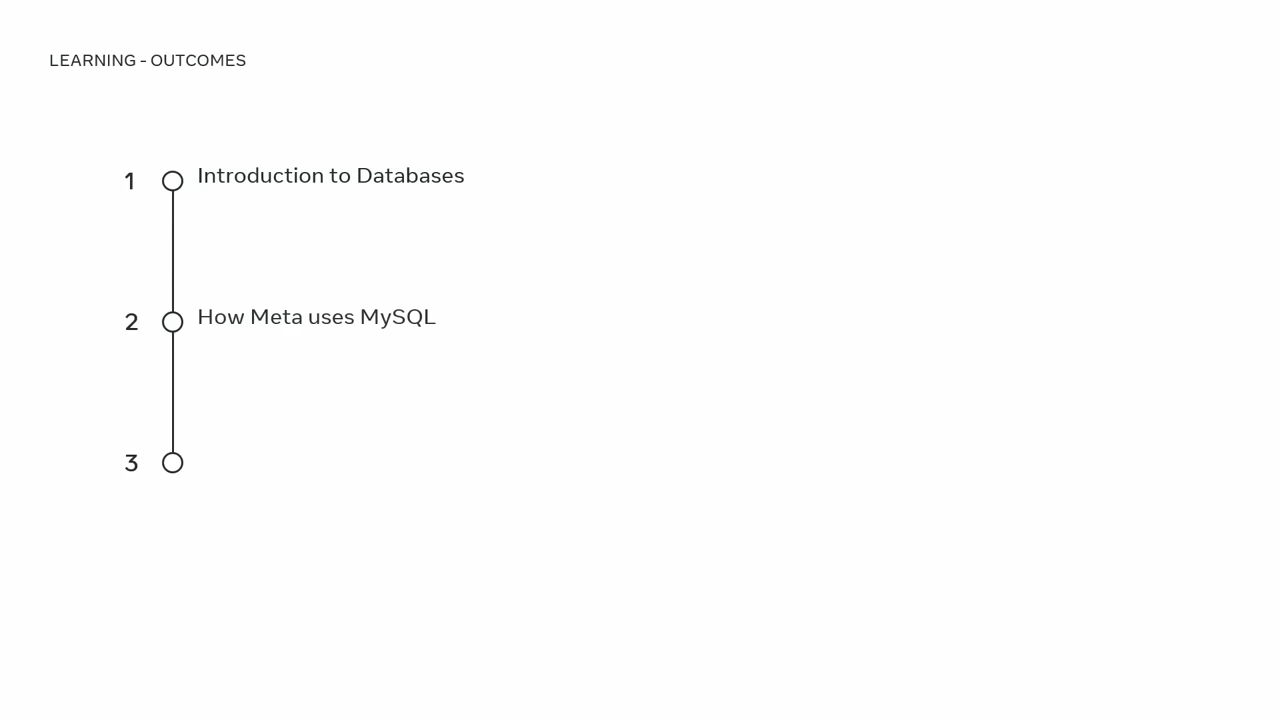 LEARNING - OUTCOMES
1 Introduction to Databases
2 How Meta uses MySQL
3